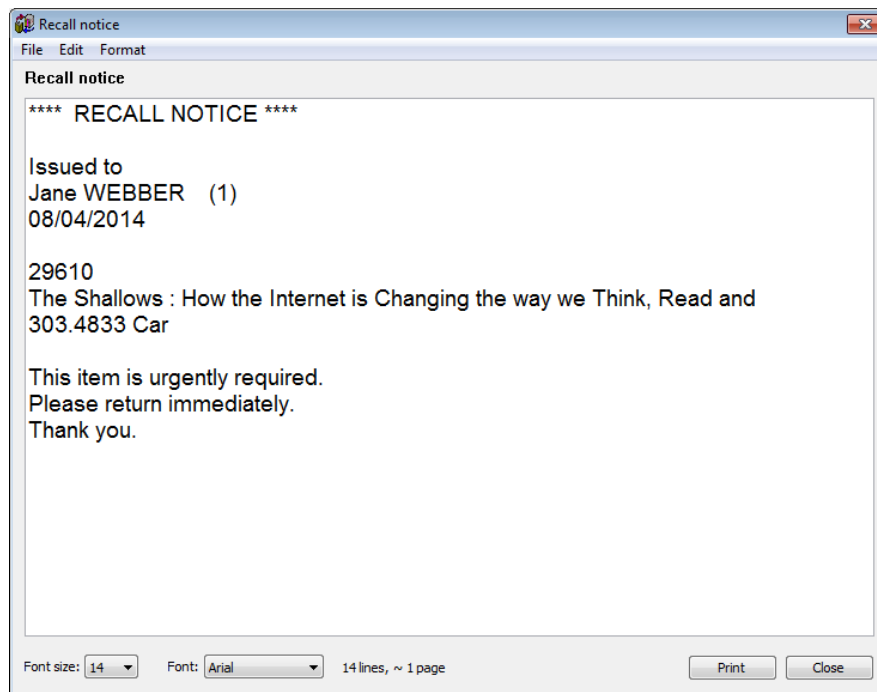 Recall notice
File Edit Format
Recall notice
**** RECALL NOTICE ****
Issued to
Jane WEBBER (1)
08/04/2014
29610
The Shallows : How the Internet is Changing the way we Think, Read and
303.4833 Car
This item is urgently required.
Please return immediately.
Thank you.
Font size: 14 Font: Arial 14 lines, ~ 1 page Print Close